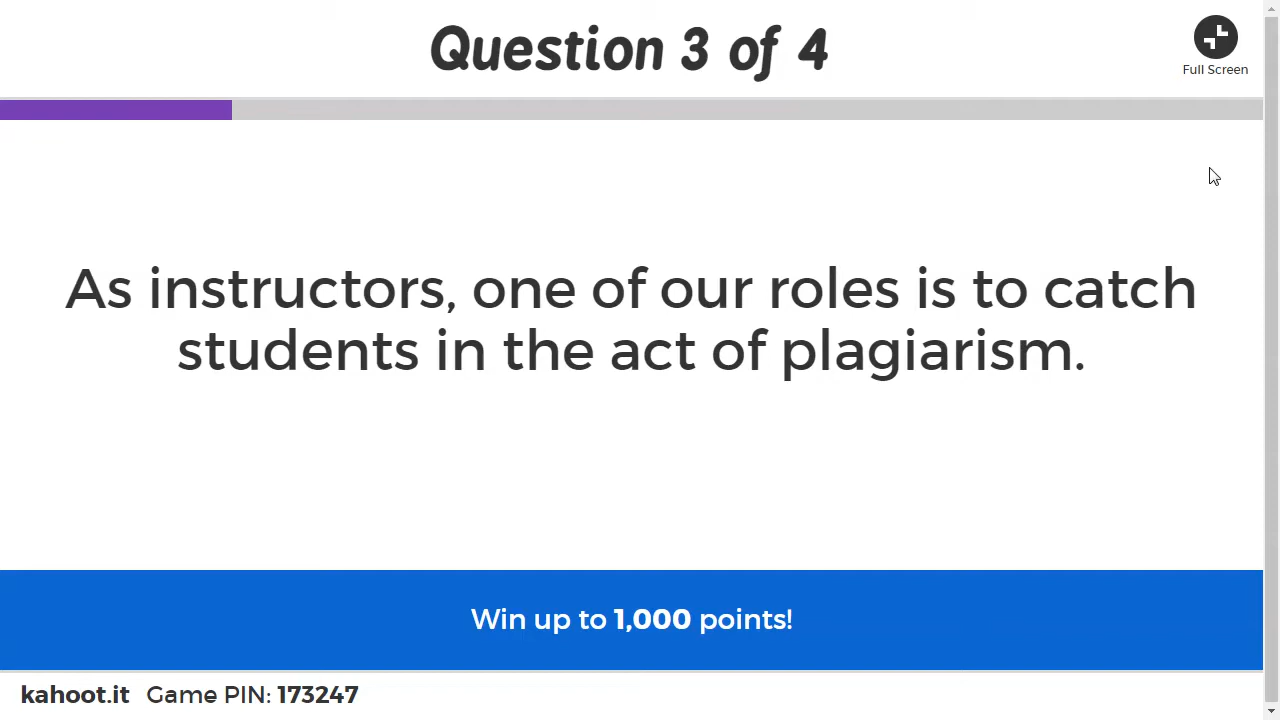 Question 3 of 4
Full Screen
As instructors, one of our roles is to catch
students in the act of plagiarism.
Win up to 1,000 points!
kahoot.it Game PIN: 173247